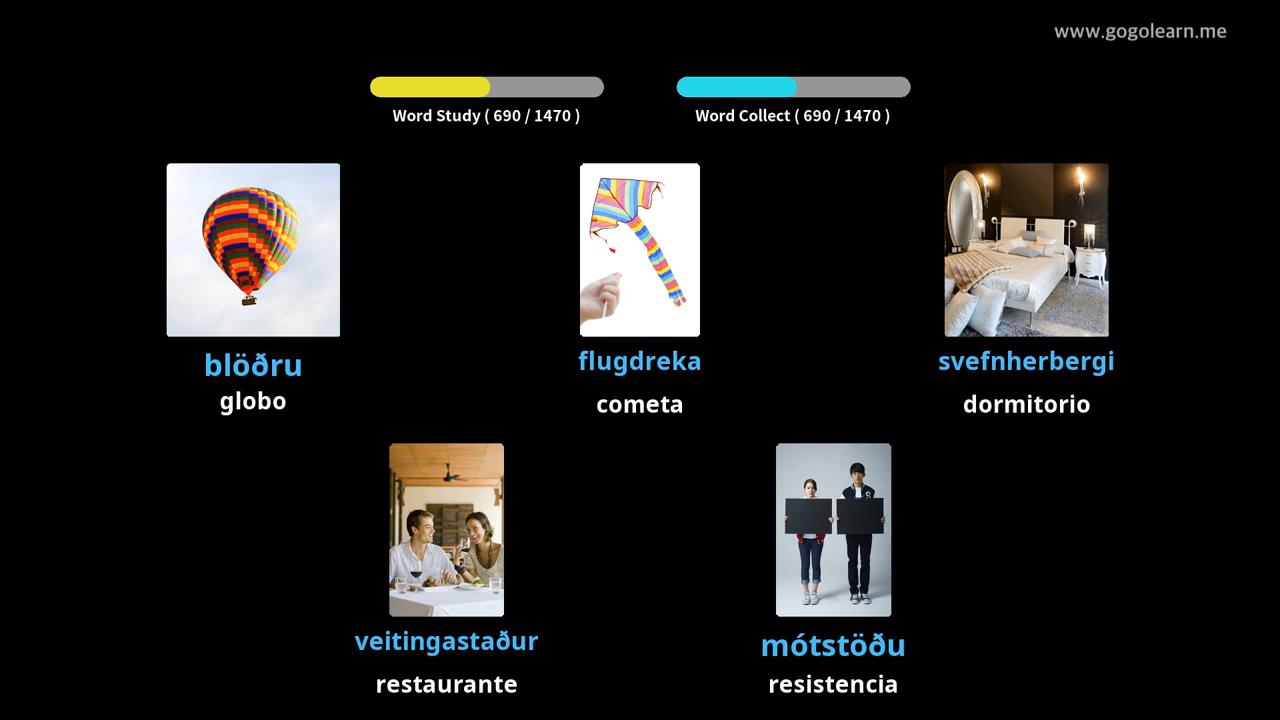 www.gogolearn.me
Word Study ( 690 / 1470 )
Word Collect ( 690 / 1470 )
blöðru
flugdreka
svefnherbergi
globo
cometa
dormitorio
veitingastaður
mótstöðu
restaurante
resistencia